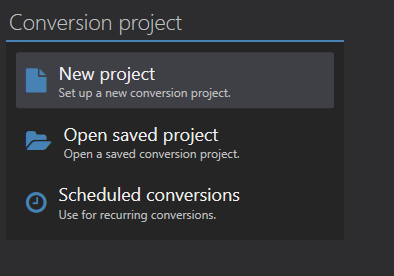 Conversion project
New project
Set up a new conversion project.
Open saved project
Open a saved conversion project.
Scheduled conversions
Use for recurring conversions.